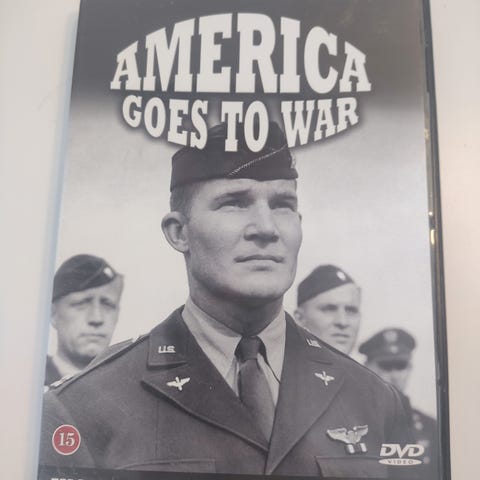 AMERICA
GOES TO WAR
U.S.
U.S.
15
DVD
VIDEO